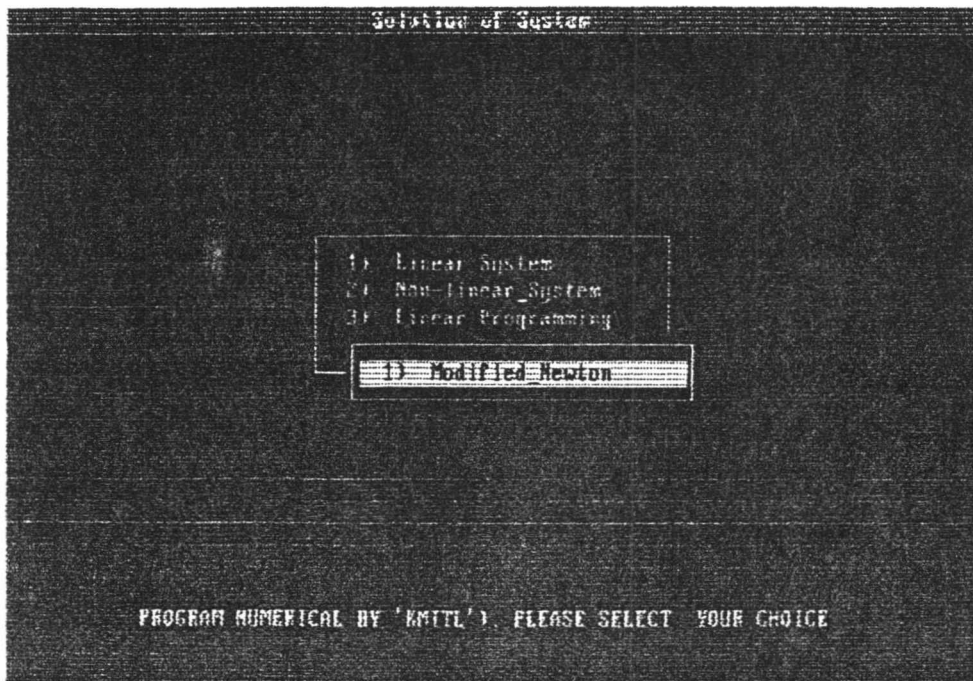 Solution of System
1) Linear System
2) Non-linear_System
3) Linear Programming
1) Modified_Newton
PROGRAM NUMERICAL BY 'KMITL'). PLEASE SELECT YOUR CHOICE